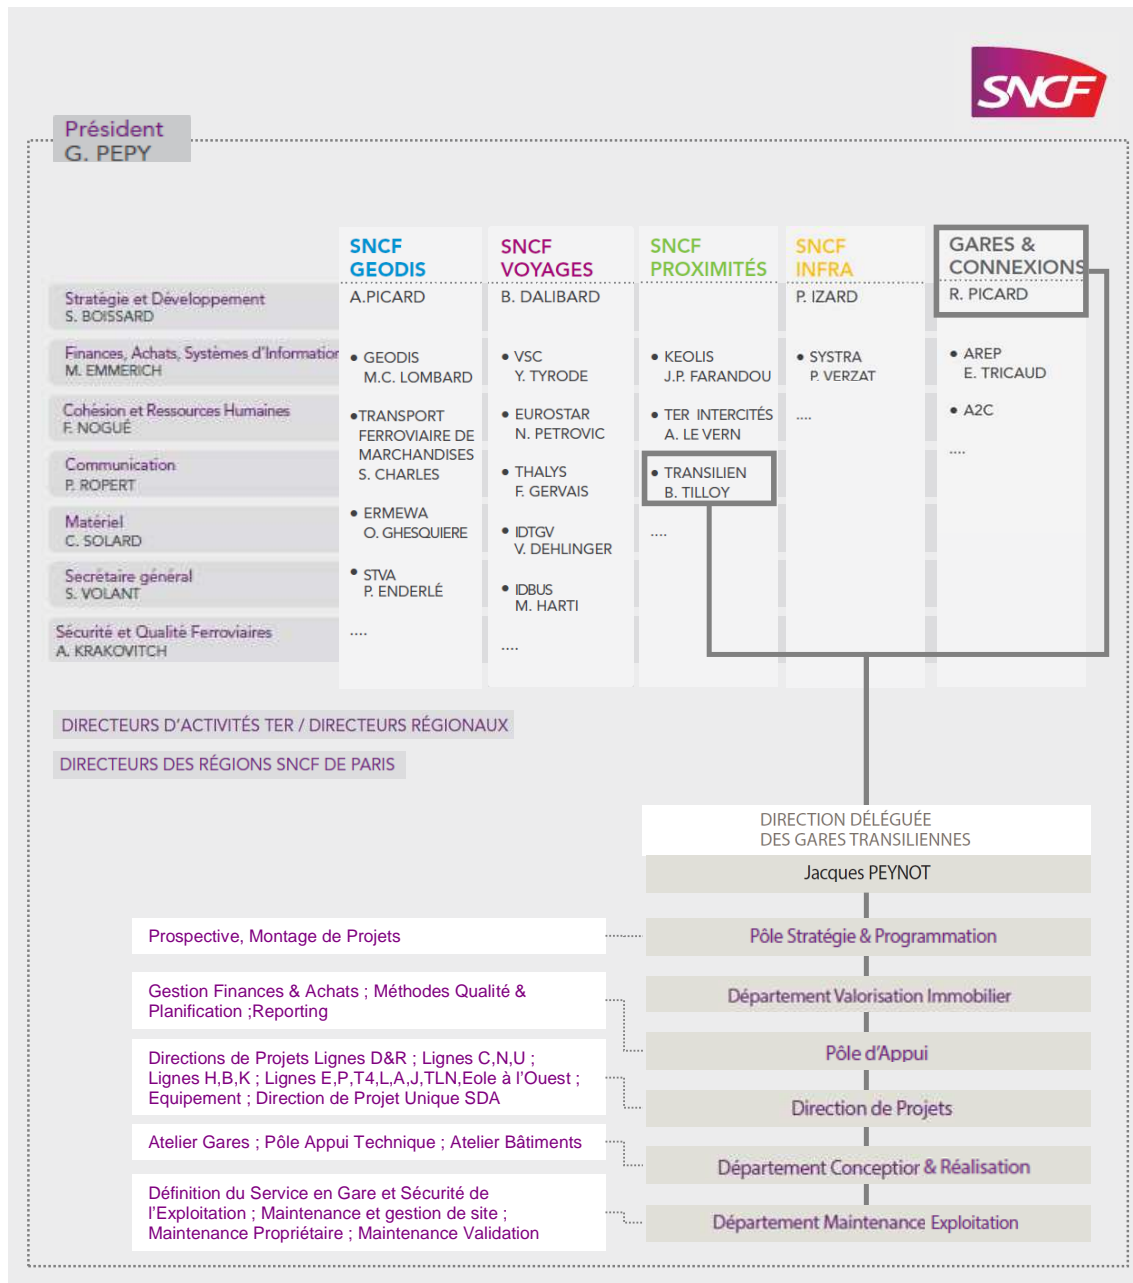 SNCF
Président
G. PEPY
SNCF
GEODIS
SNCF
VOYAGES
SNCF
PROXIMITÉS
SNCF
INFRA
GARES &
CONNEXIONS
A.PICARD
B. DALIBARD
P. IZARD
R. PICARD
Stratégie et Développement
S. BOISSARD
Finances, Achats, Systèmes d'Information
M. EMMERICH
Cohésion et Ressources Humaines
F. NOGUÉ
Communication
P. ROPERT
Matériel
C. SOLARD
Secrétaire général
S. VOLANT
Sécurité et Qualité Ferroviaires
A. KRAKOVITCH
• GEODIS
M.C. LOMBARD
•TRANSPORT
FERROVIAIRE DE
MARCHANDISES
S. CHARLES
• ERMEWA
O. GHESQUIERE
• STVA
P. ENDERLÉ
....
• VSC
Y. TYRODE
• EUROSTAR
N. PETROVIC
• THALYS
F. GERVAIS
• IDTGV
V. DEHLINGER
• IDBUS
M. HARTI
....
• KEOLIS
J.P. FARANDOU
• TER INTERCITÉS
A. LE VERN
• TRANSILIEN
B. TILLOY
....
• SYSTRA
P. VERZAT
....
• AREP
E. TRICAUD
• A2C
....
DIRECTEURS D'ACTIVITÉS TER / DIRECTEURS RÉGIONAUX
DIRECTEURS DES RÉGIONS SNCF DE PARIS
DIRECTION DÉLÉGUÉE
DES GARES TRANSILIENNES
Jacques PEYNOT
Prospective, Montage de Projets
Pôle Stratégie & Programmation
Gestion Finances & Achats ; Méthodes Qualité &
Planification ;Reporting
Département Valorisation Immobilier
Pôle d'Appui
Directions de Projets Lignes D&R ; Lignes C,N,U ;
Lignes H,B,K ; Lignes E,P,T4,L,A,J,TLN,Eole à l'Ouest ;
Equipement ; Direction de Projet Unique SDA
Direction de Projets
Atelier Gares ; Pôle Appui Technique ; Atelier Bâtiments
Département Conceptior & Réalisation
Définition du Service en Gare et Sécurité de
l'Exploitation ; Maintenance et gestion de site ;
Maintenance Propriétaire ; Maintenance Validation
Département Maintenance Exploitation